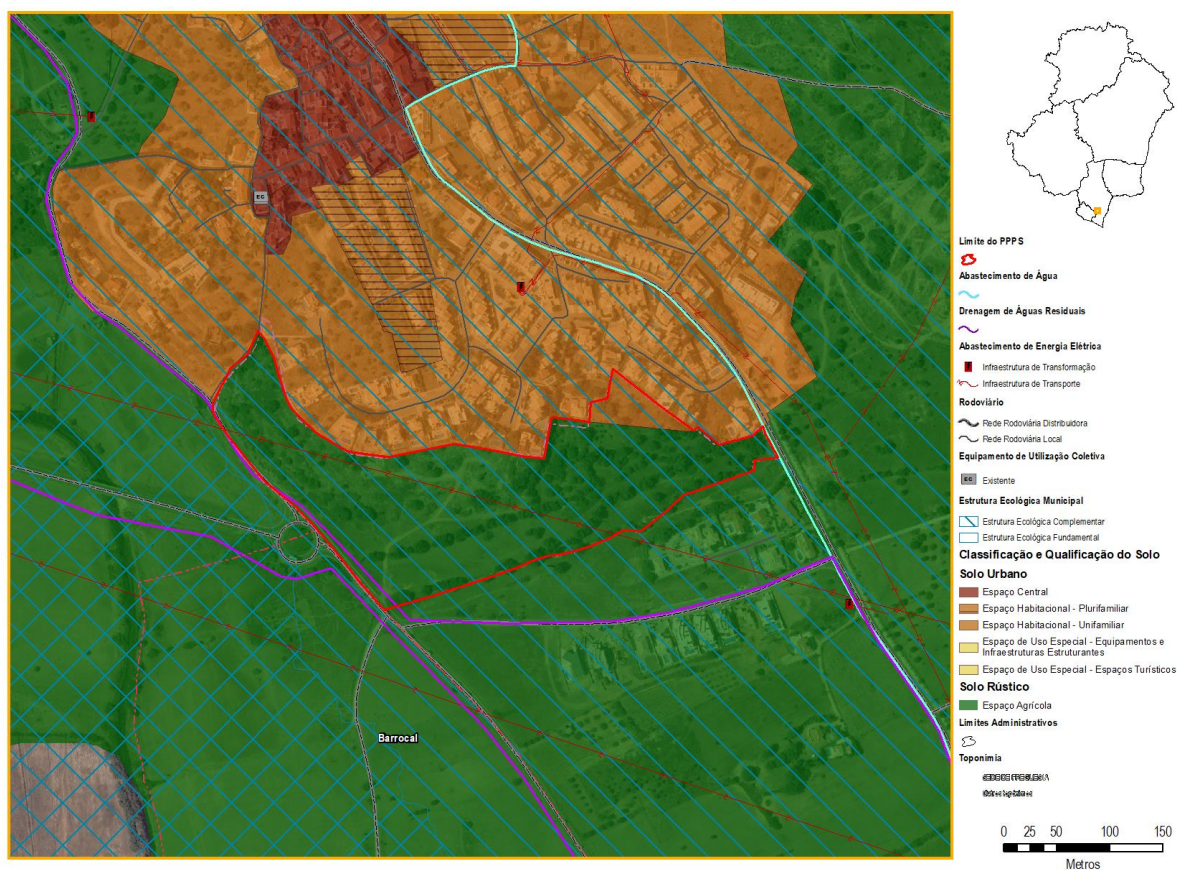 EC
Barrocal
Limite do PPPS
Abastecimento de Água
Drenagem de Águas Residuais
Abastecimento de Energia Elétrica
Infraestrutura de Transformação
Infraestrutura de Transporte
Rodoviário
Rede Rodoviária Distribuidora
Rede Rodoviária Local
Equipamento de Utilização Coletiva
EC Existente
Estrutura Ecológica Municipal
Estrutura Ecológica Complementar
Estrutura Ecológica Fundamental
Classificação e Qualificação do Solo
Solo Urbano
Espaço Central
Espaço Habitacional - Plurifamiliar
Espaço Habitacional - Unifamiliar
Espaço de Uso Especial - Equipamentos e
Infraestruturas Estruturantes
Espaço de Uso Especial - Espaços Turísticos
Solo Rústico
Espaço Agrícola
Limites Administrativos
Toponimia
0 25 50 100 150
Metros